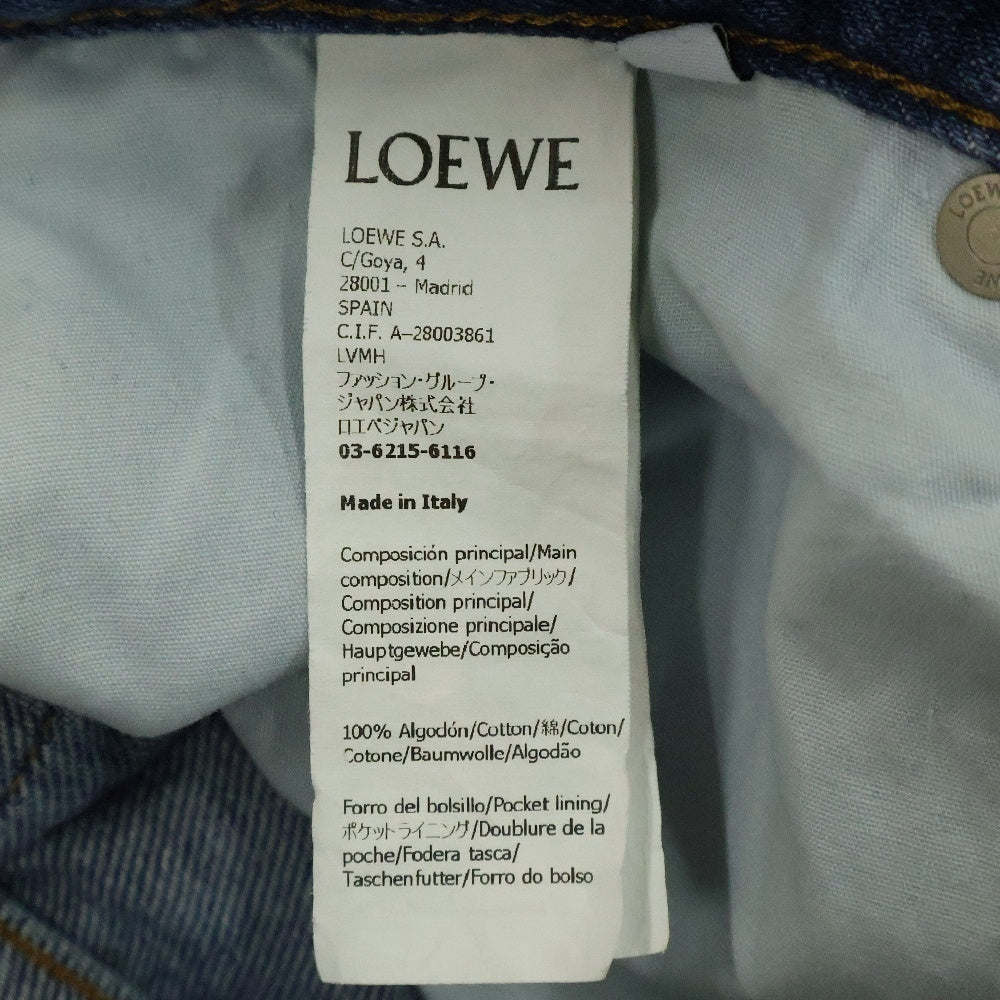 LOEWE
LOEWE S.A.
C/Goya, 4
28001 – Madrid
SPAIN
C.I.F. A–28003861
LVMH
ファッション・グループ・
ジャパン株式会社
ロエベジャパン
03-6215-6116
Made in Italy
Composición principal/Main
composition/メインファブリック/
Composition principal/
Composizione principale/
Hauptgewebe/Composição
principal
100% Algodón/Cotton/綿/Coton/
Cotone/Baumwolle/Algodão
Forro del bolsillo/Pocket lining/
ポケットライニング/Doublure de la
poche/Fodera tasca/
Taschenfutter/Forro do bolso